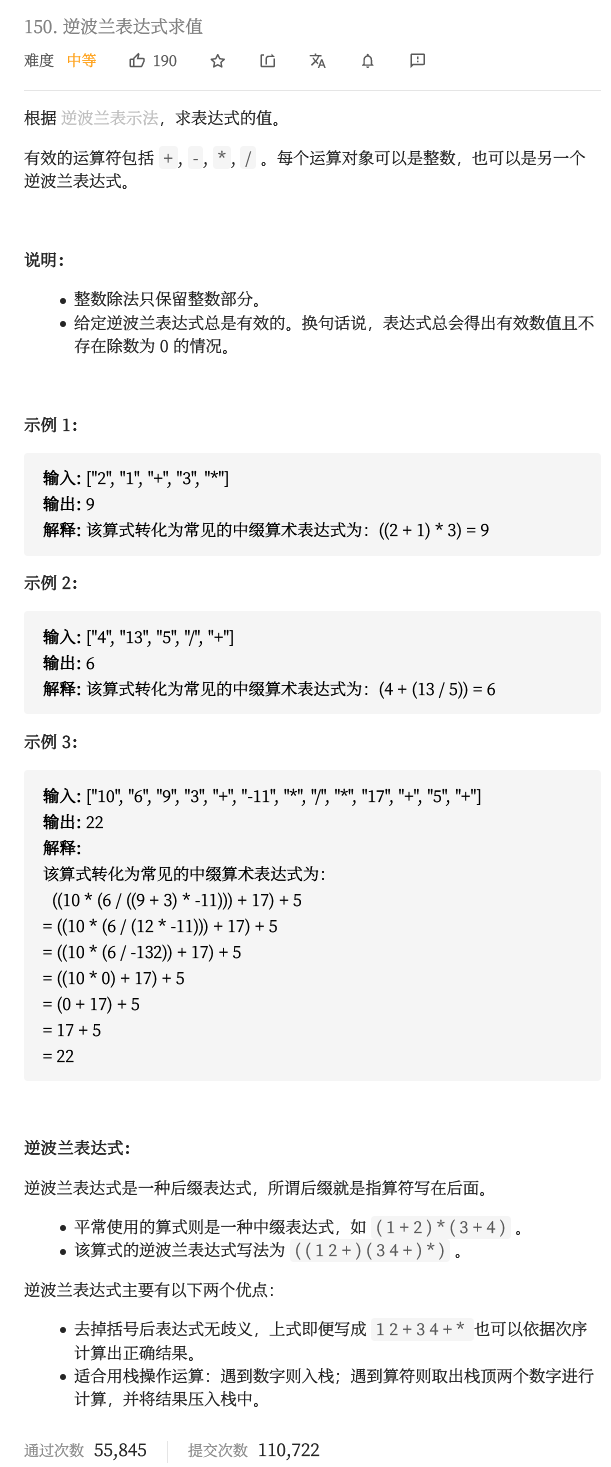 150. 逆波兰表达式求值
难度 中等 190
根据 逆波兰表示法，求表达式的值。
有效的运算符包括 +, -, *, / 。每个运算对象可以是整数，也可以是另一个
逆波兰表达式。
说明：
• 整数除法只保留整数部分。
• 给定逆波兰表达式总是有效的。换句话说，表达式总会得出有效数值且不
存在除数为 0 的情况。
示例 1：
输入: ["2", "1", "+", "3", "*"]
输出: 9
解释: 该算式转化为常见的中缀算术表达式为：((2 + 1) * 3) = 9
示例 2：
输入: ["4", "13", "5", "/", "+"]
输出: 6
解释: 该算式转化为常见的中缀算术表达式为：(4 + (13 / 5)) = 6
示例 3：
输入: ["10", "6", "9", "3", "+", "-11", "*", "/", "*", "17", "+", "5", "+"]
输出: 22
解释:
该算式转化为常见的中缀算术表达式为：
((10 * (6 / ((9 + 3) * -11))) + 17) + 5
= ((10 * (6 / (12 * -11))) + 17) + 5
= ((10 * (6 / -132)) + 17) + 5
= ((10 * 0) + 17) + 5
= (0 + 17) + 5
= 17 + 5
= 22
逆波兰表达式：
逆波兰表达式是一种后缀表达式，所谓后缀就是指算符写在后面。
• 平常使用的算式则是一种中缀表达式，如 ( 1 + 2 ) * ( 3 + 4 ) 。
• 该算式的逆波兰表达式写法为 ( ( 1 2 + ) ( 3 4 + ) * ) 。
逆波兰表达式主要有以下两个优点：
• 去掉括号后表达式无歧义，上式即便写成 1 2 + 3 4 + * 也可以依据次序
计算出正确结果。
• 适合用栈操作运算：遇到数字则入栈；遇到算符则取出栈顶两个数字进行
计算，并将结果压入栈中。
通过次数 55,845 提交次数 110,722